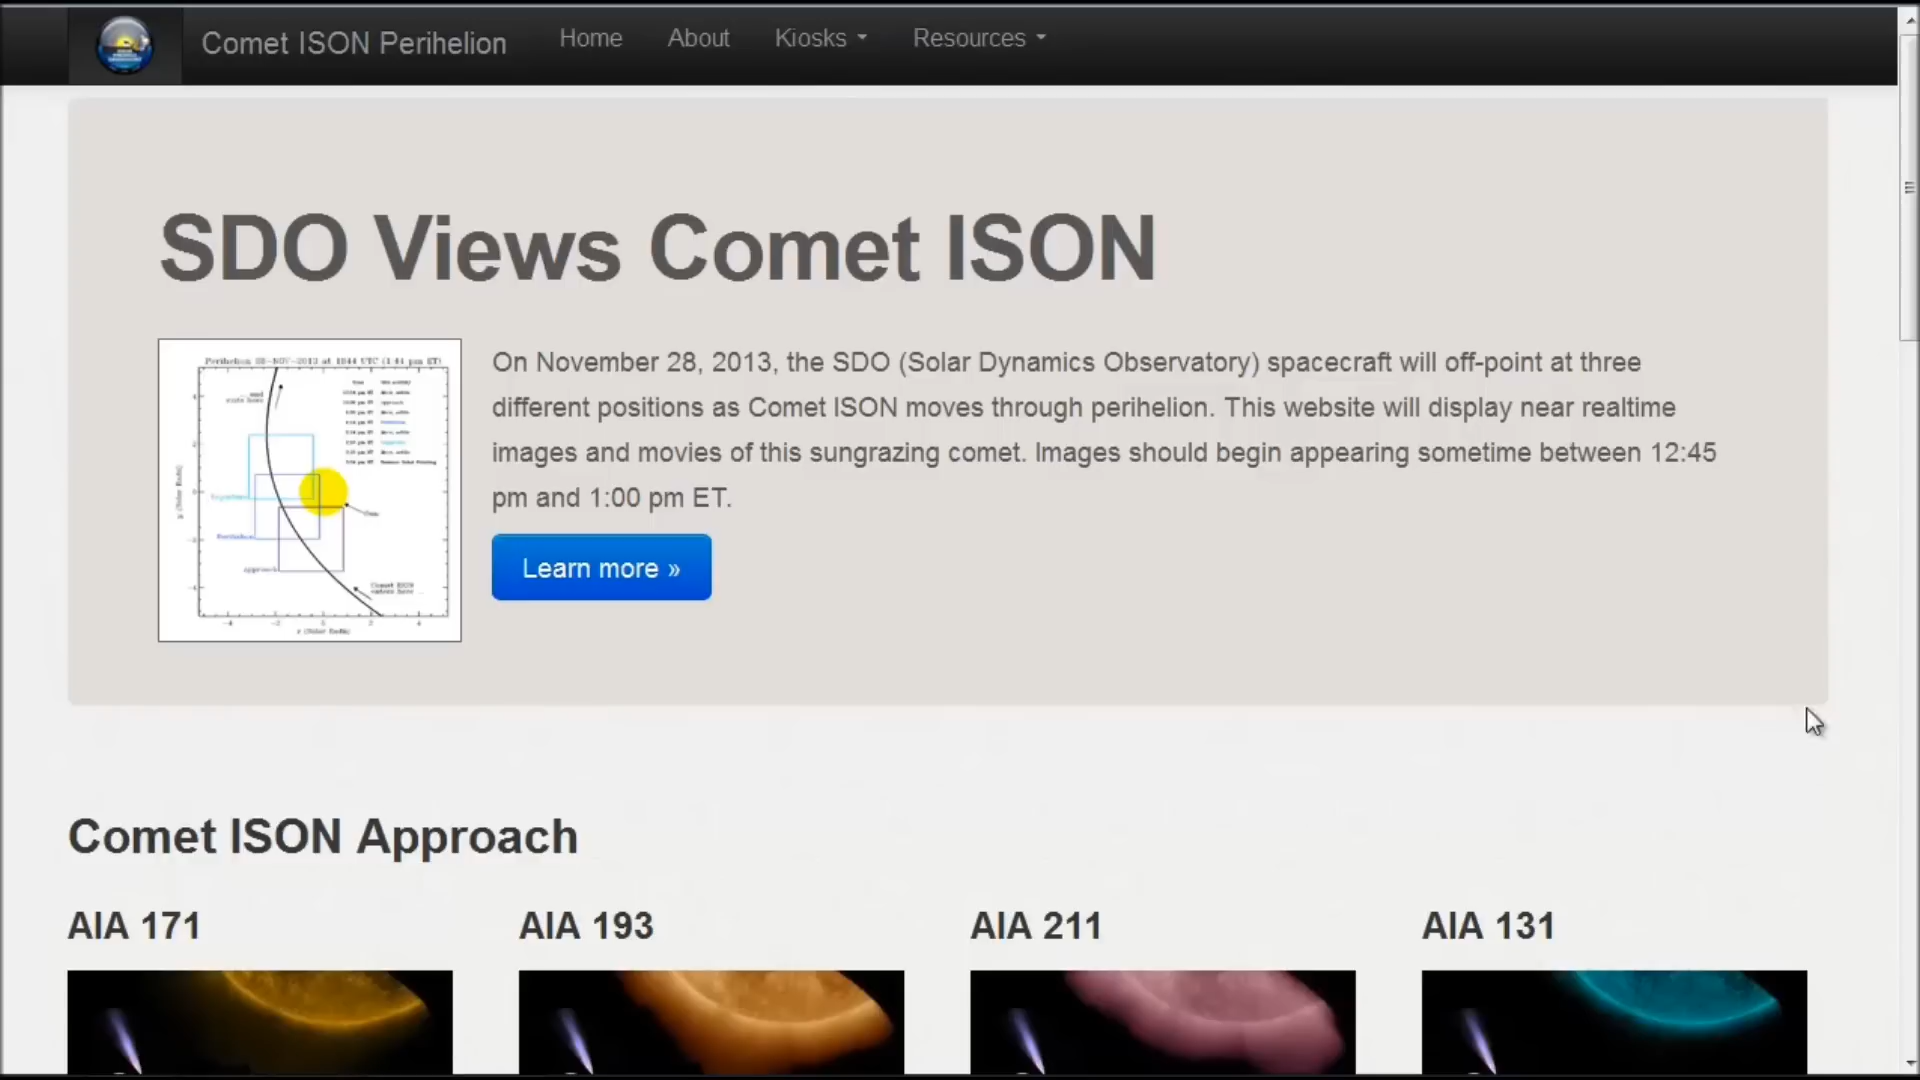 Comet ISON Perihelion
Home
About
Kiosks
Resources
SDO Views Comet ISON
On November 28, 2013, the SDO (Solar Dynamics Observatory) spacecraft will off-point at three
different positions as Comet ISON moves through perihelion. This website will display near realtime
images and movies of this sungrazing comet. Images should begin appearing sometime between 12:45
pm and 1:00 pm ET.
Learn more »
Comet ISON Approach
AIA 171
AIA 193
AIA 211
AIA 131